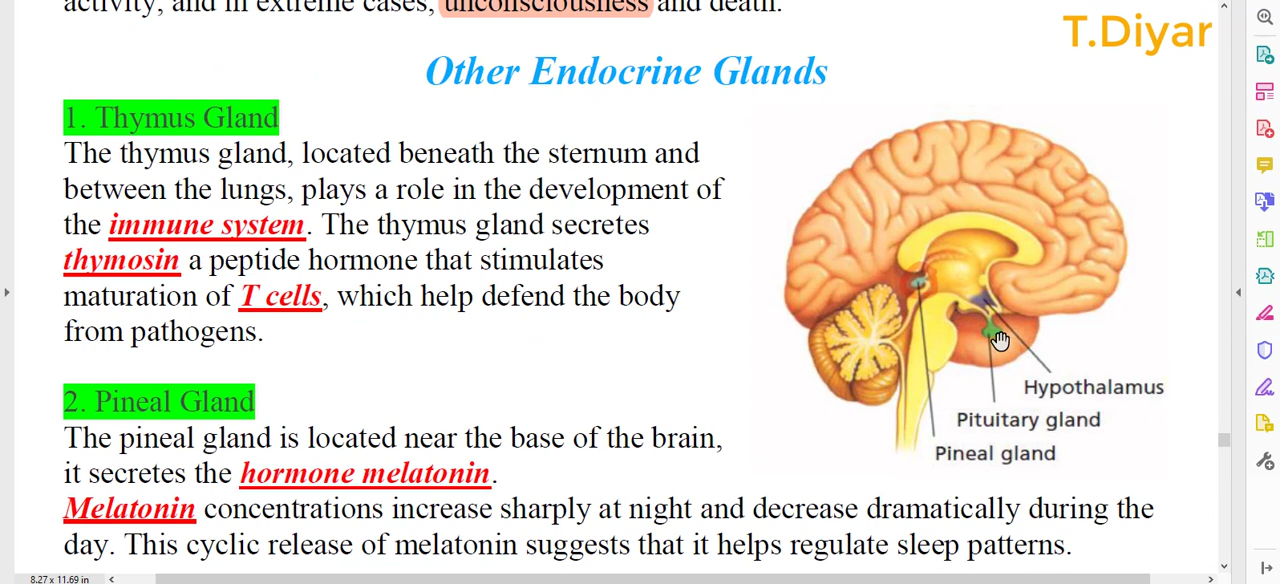 activity, and in extreme cases, unconsciousness and death.
T.Diyar
Other Endocrine Glands
1. Thymus Gland
The thymus gland, located beneath the sternum and
between the lungs, plays a role in the development of
the immune system. The thymus gland secretes
thymosin a peptide hormone that stimulates
maturation of T cells, which help defend the body
from pathogens.
Hypothalamus
Pituitary gland
Pineal gland
2. Pineal Gland
The pineal gland is located near the base of the brain,
it secretes the hormone melatonin.
Melatonin concentrations increase sharply at night and decrease dramatically during the
day. This cyclic release of melatonin suggests that it helps regulate sleep patterns.
8.27 x 11.69 in